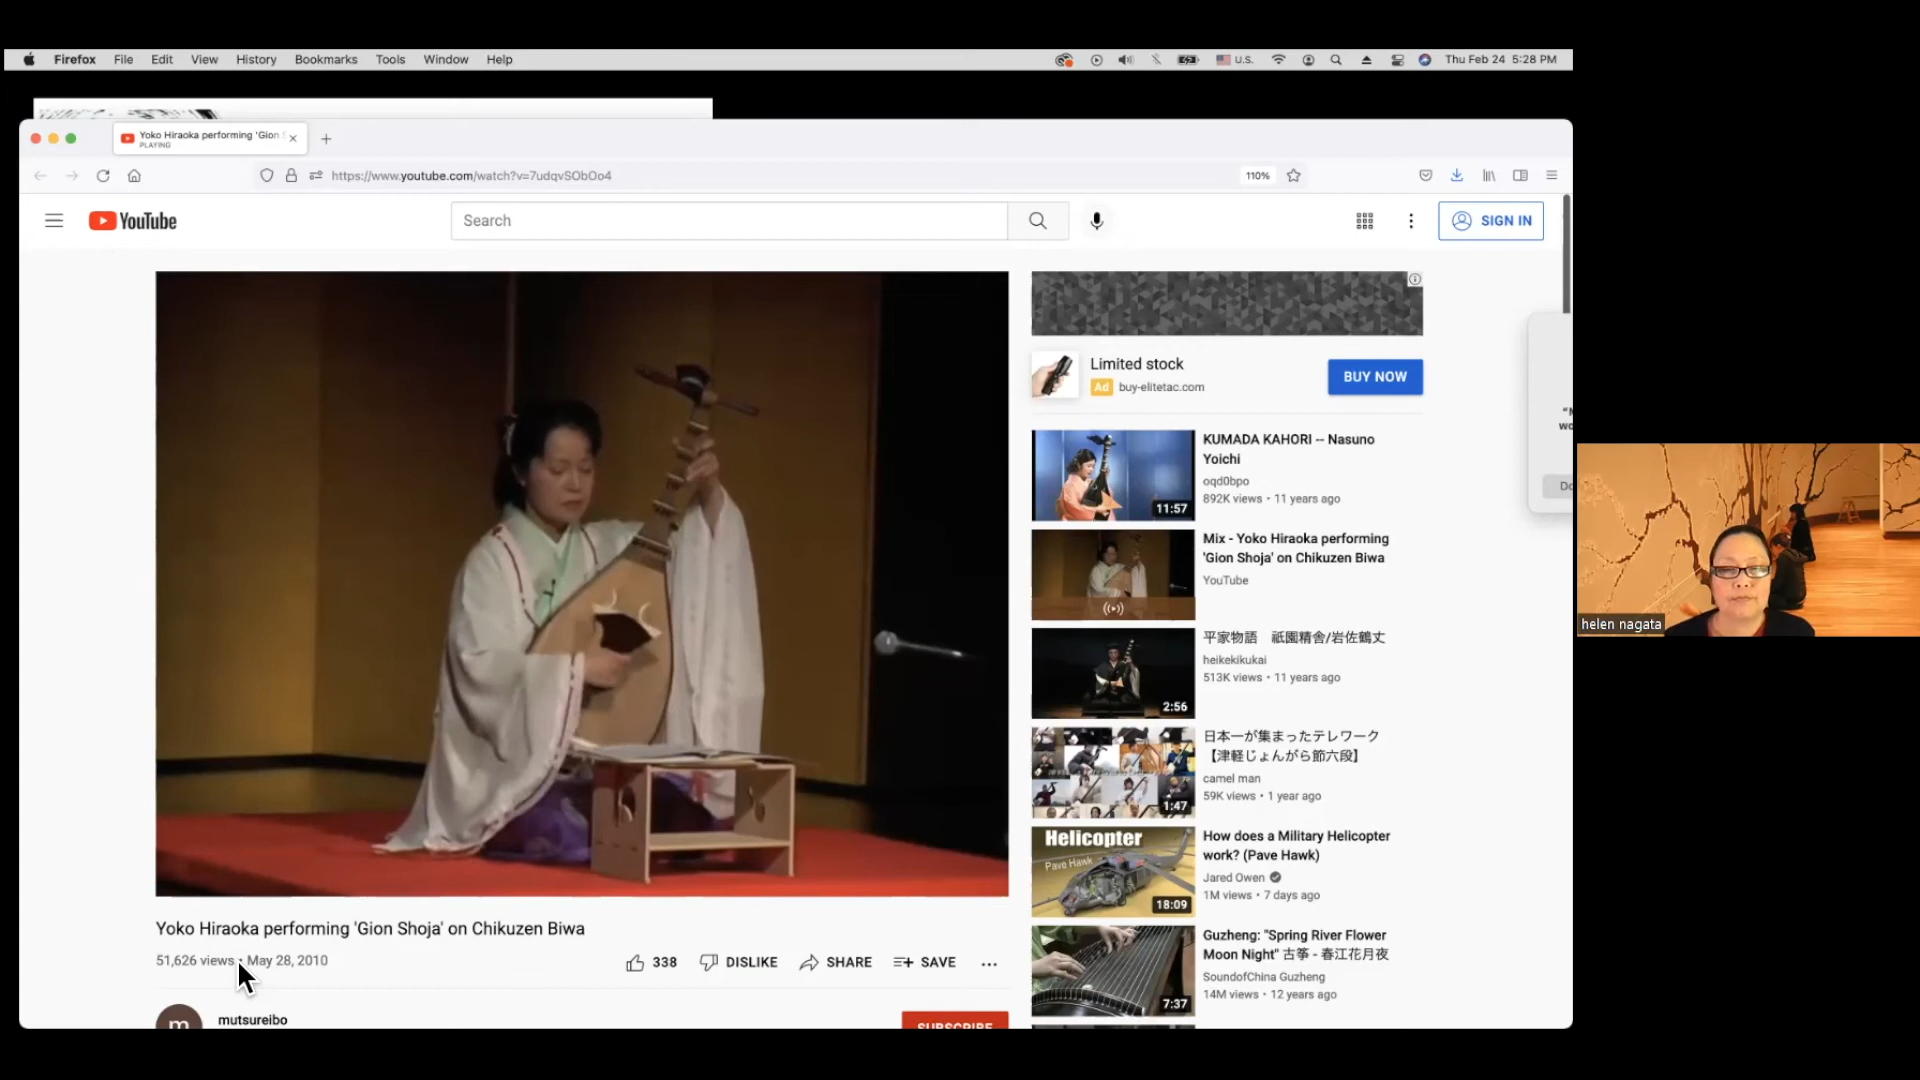 Firefox File Edit View History Bookmarks Tools Window Help
U.S. Thu Feb 24 5:28 PM
Yoko Hiraoka performing 'Gion S
PLAYING
https://www.youtube.com/watch?v=7udqvSObOo4
110%
YouTube
Search
SIGN IN
Limited stock
Ad buy-elitetac.com
BUY NOW
KUMADA KAHORI -- Nasuno
Yoichi
oqd0bpo
892K views • 11 years ago
11:57
Mix - Yoko Hiraoka performing
'Gion Shoja' on Chikuzen Biwa
YouTube
平家物語 祇園精舎/岩佐鶴丈
heikekikukai
513K views • 11 years ago
2:56
日本一が集まったテレワーク
【津軽じょんがら節六段】
camel man
59K views • 1 year ago
1:47
Helicopter
Pave Hawk
How does a Military Helicopter
work? (Pave Hawk)
Jared Owen
1M views • 7 days ago
18:09
Guzheng: "Spring River Flower
Moon Night" 古筝 - 春江花月夜
SoundofChina Guzheng
14M views • 12 years ago
7:37
Yoko Hiraoka performing 'Gion Shoja' on Chikuzen Biwa
51,626 views • May 28, 2010
338 DISLIKE SHARE SAVE
m
mutsureibo
SUBSCRIBE
helen nagata